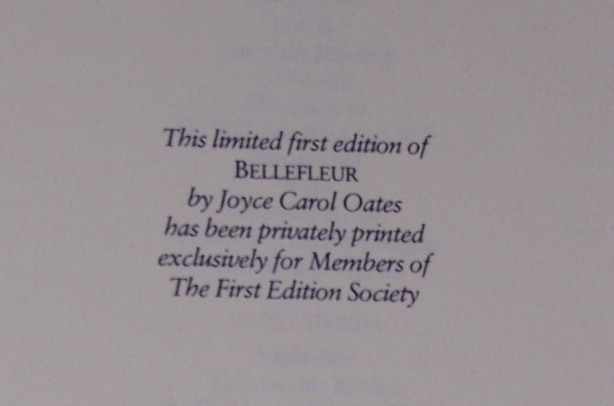 This limited first edition of
BELLEFLEUR
by Joyce Carol Oates
has been privately printed
exclusively for Members of
The First Edition Society